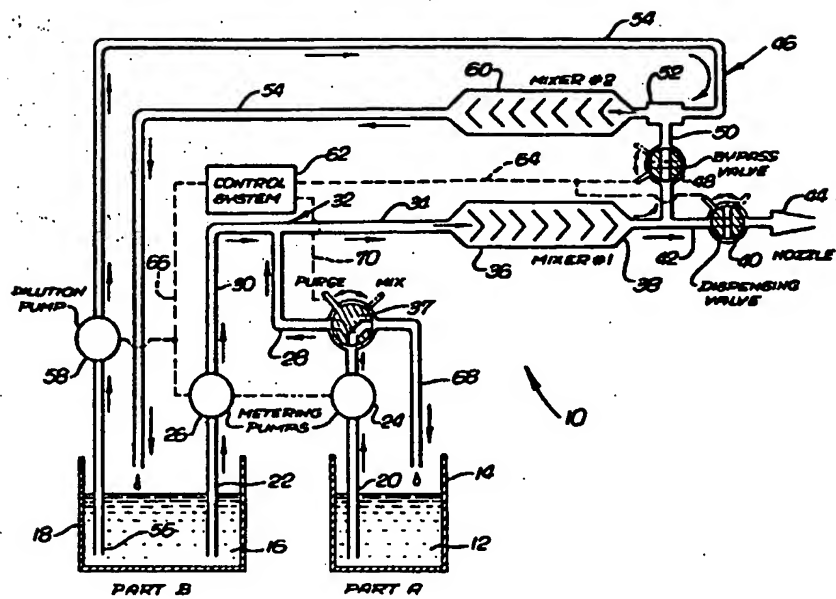 54
46
60
MIXER #2
52
54
50
62
64
BYPASS
VALVE
48
CONTROL
SYSTEM
32
34
44
66
70
36
MIXER #1
38
42
40
NOZZLE
DISPENSING
VALVE
30
PURGE
MIX
37
DILUTION
PUMP
58
28
68
26
METERING
PUMPS
24
10
22
20
14
18
56
16
12
PART B
PART A